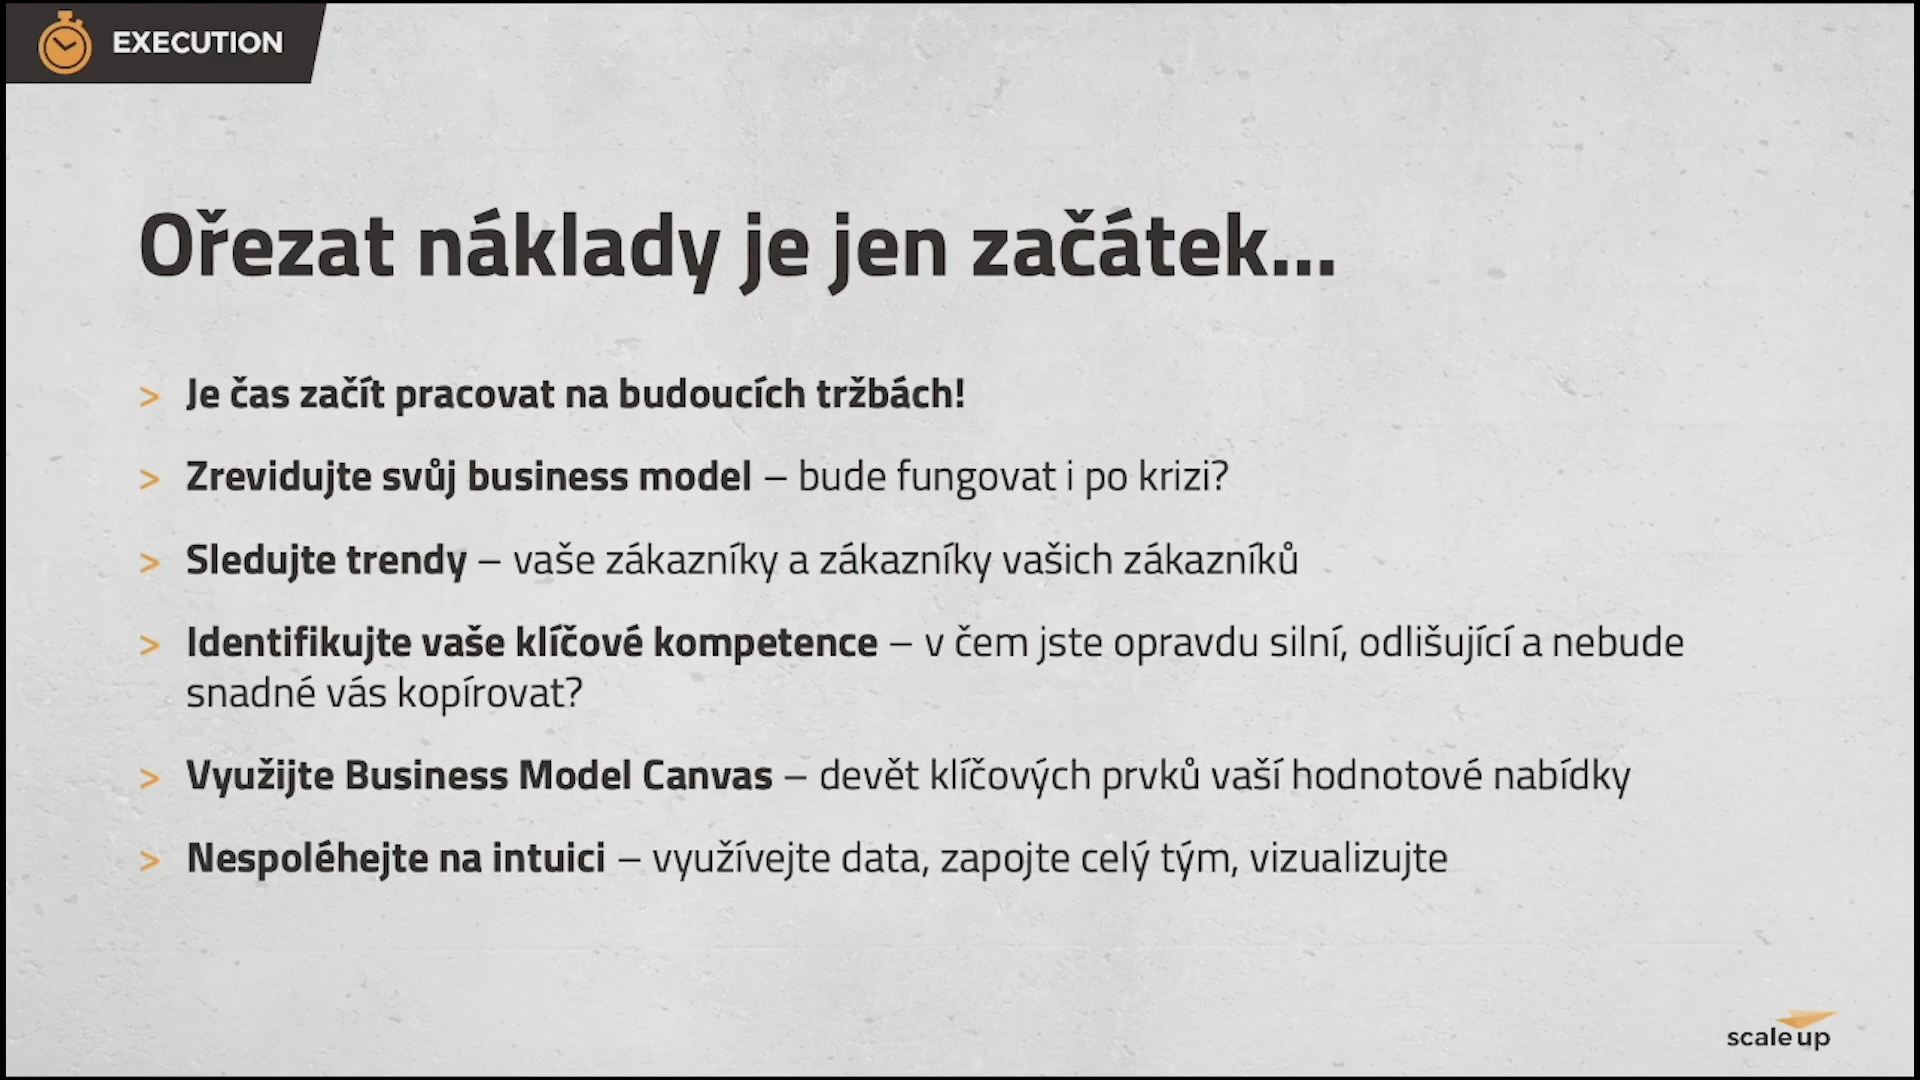 EXECUTION
Ořezat náklady je jen začátek...
> Je čas začít pracovat na budoucích tržbách!
> Zrevidujte svůj business model – bude fungovat i po krizi?
> Sledujte trendy – vaše zákazníky a zákazníky vašich zákazníků
> Identifikujte vaše klíčové kompetence – v čem jste opravdu silní, odlišující a nebude
snadné vás kopírovat?
> Využijte Business Model Canvas – devět klíčových prvků vaší hodnotové nabídky
> Nespoléhejte na intuici – využívejte data, zapojte celý tým, vizualizujte
scale up